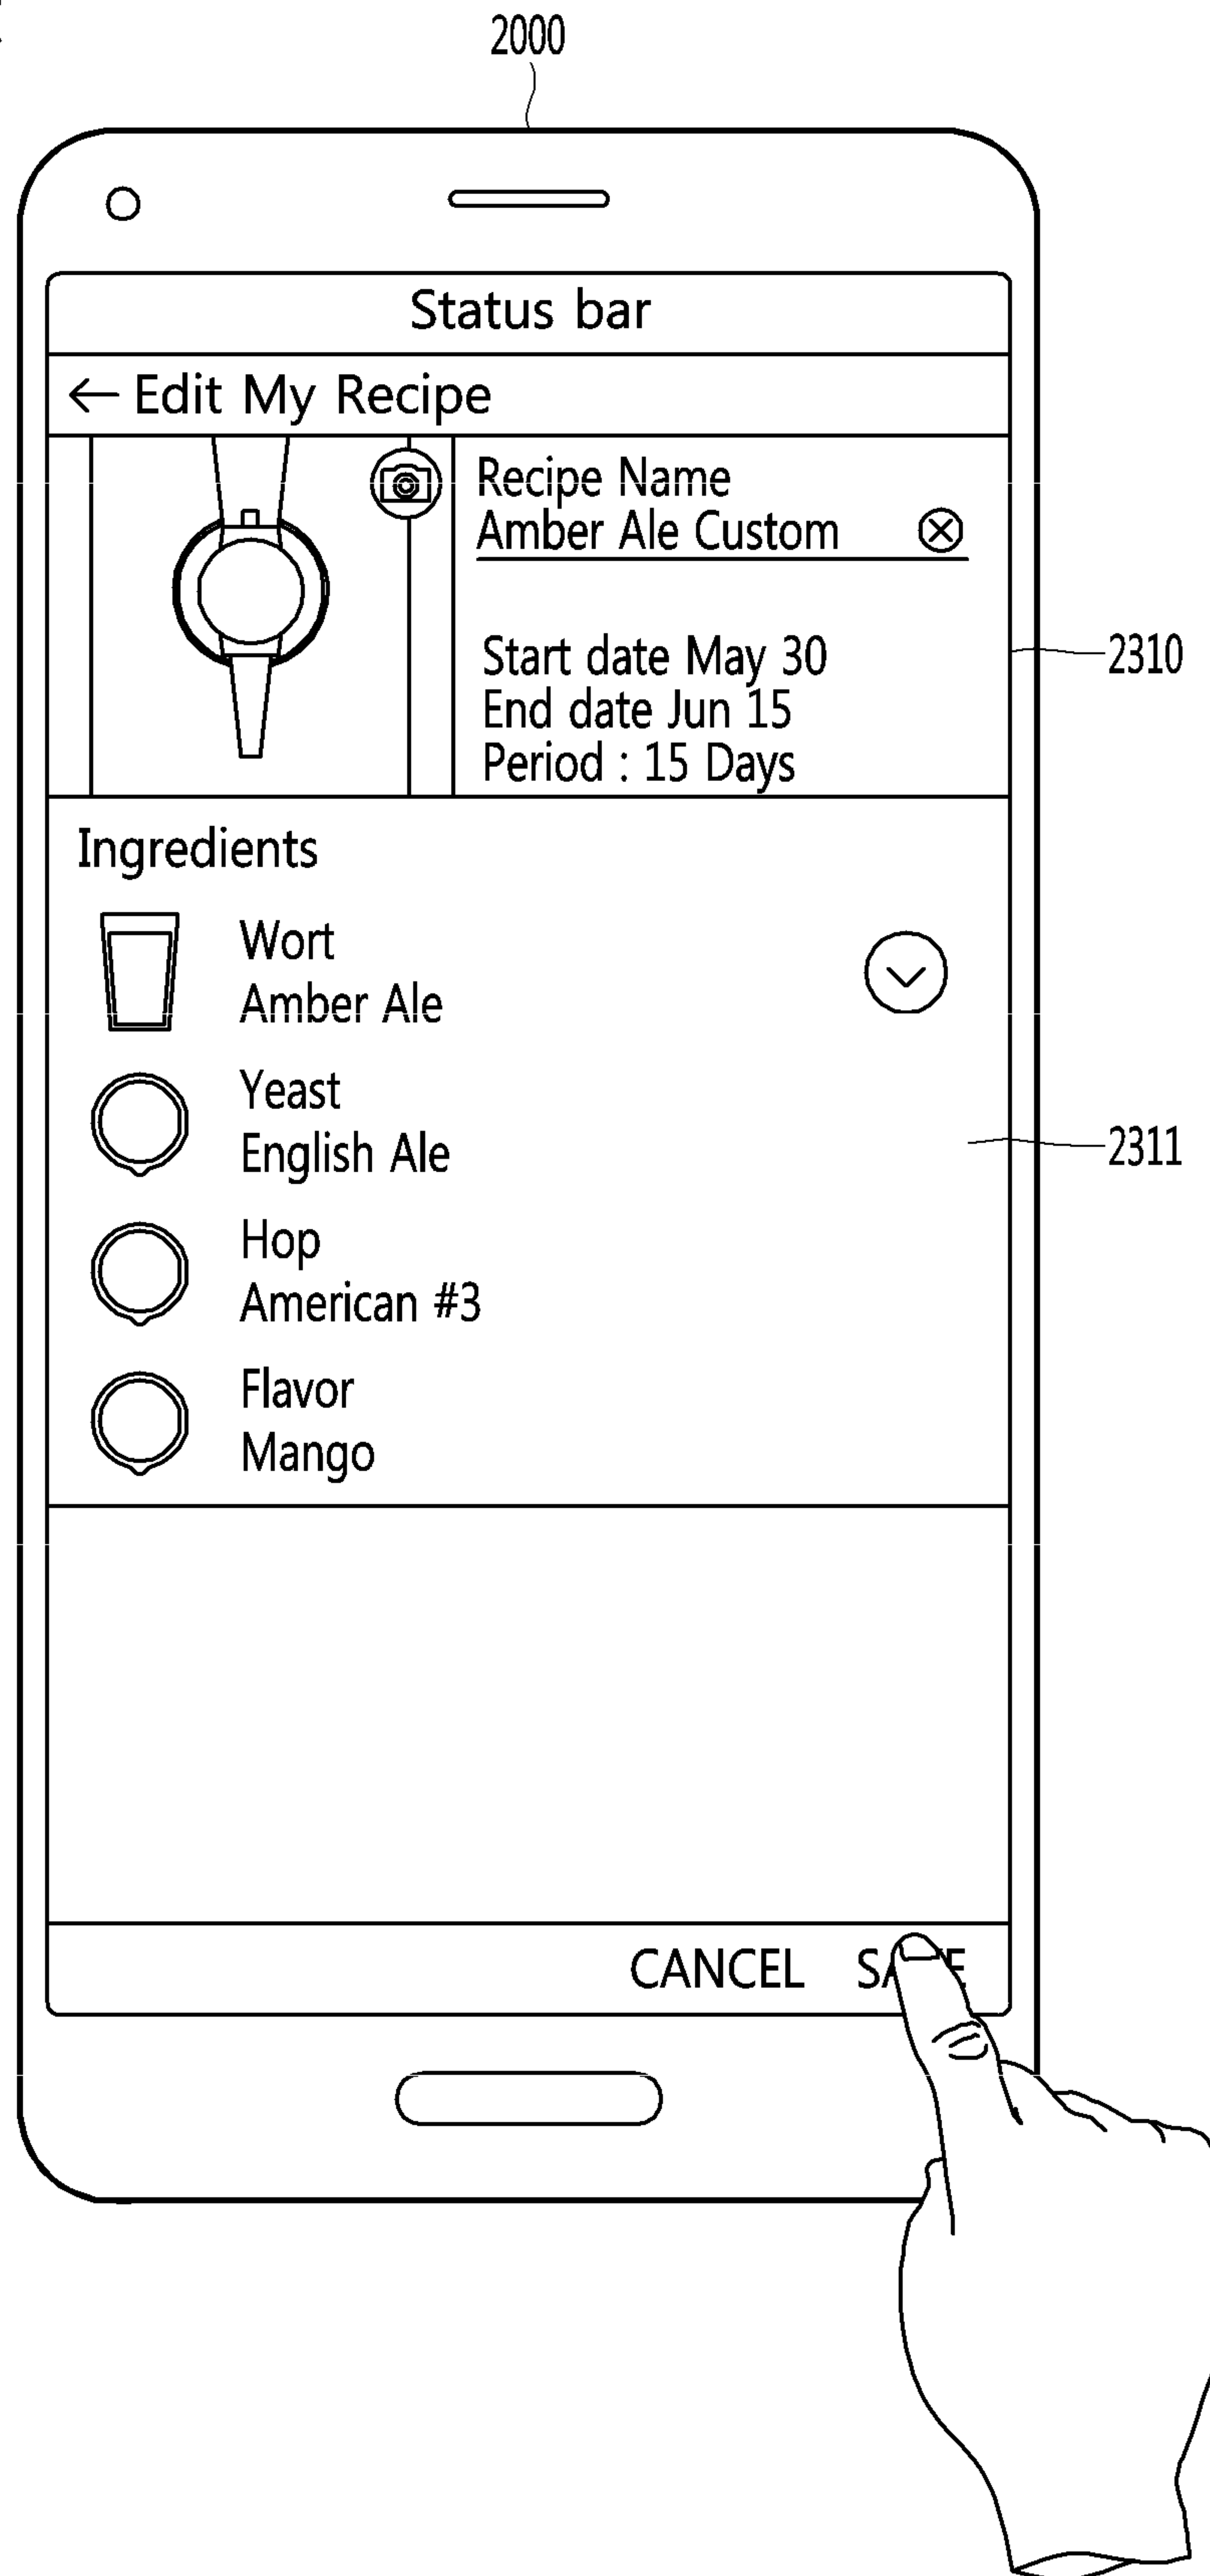 2000
Status bar
← Edit My Recipe
Recipe Name
Amber Ale Custom
Start date May 30
End date Jun 15
Period : 15 Days
2310
Ingredients
Wort
Amber Ale
Yeast
English Ale
2311
Hop
American #3
Flavor
Mango
CANCEL SAVE